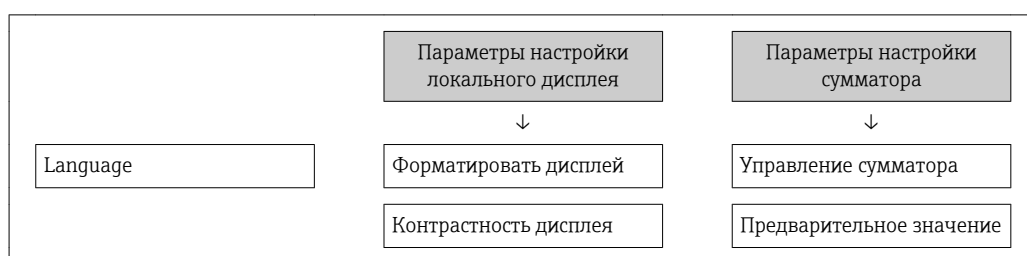 Параметры настройки
локального дисплея
Параметры настройки
сумматора
↓
↓
Language
Форматировать дисплей
Управление сумматора
Контрастность дисплея
Предварительное значение